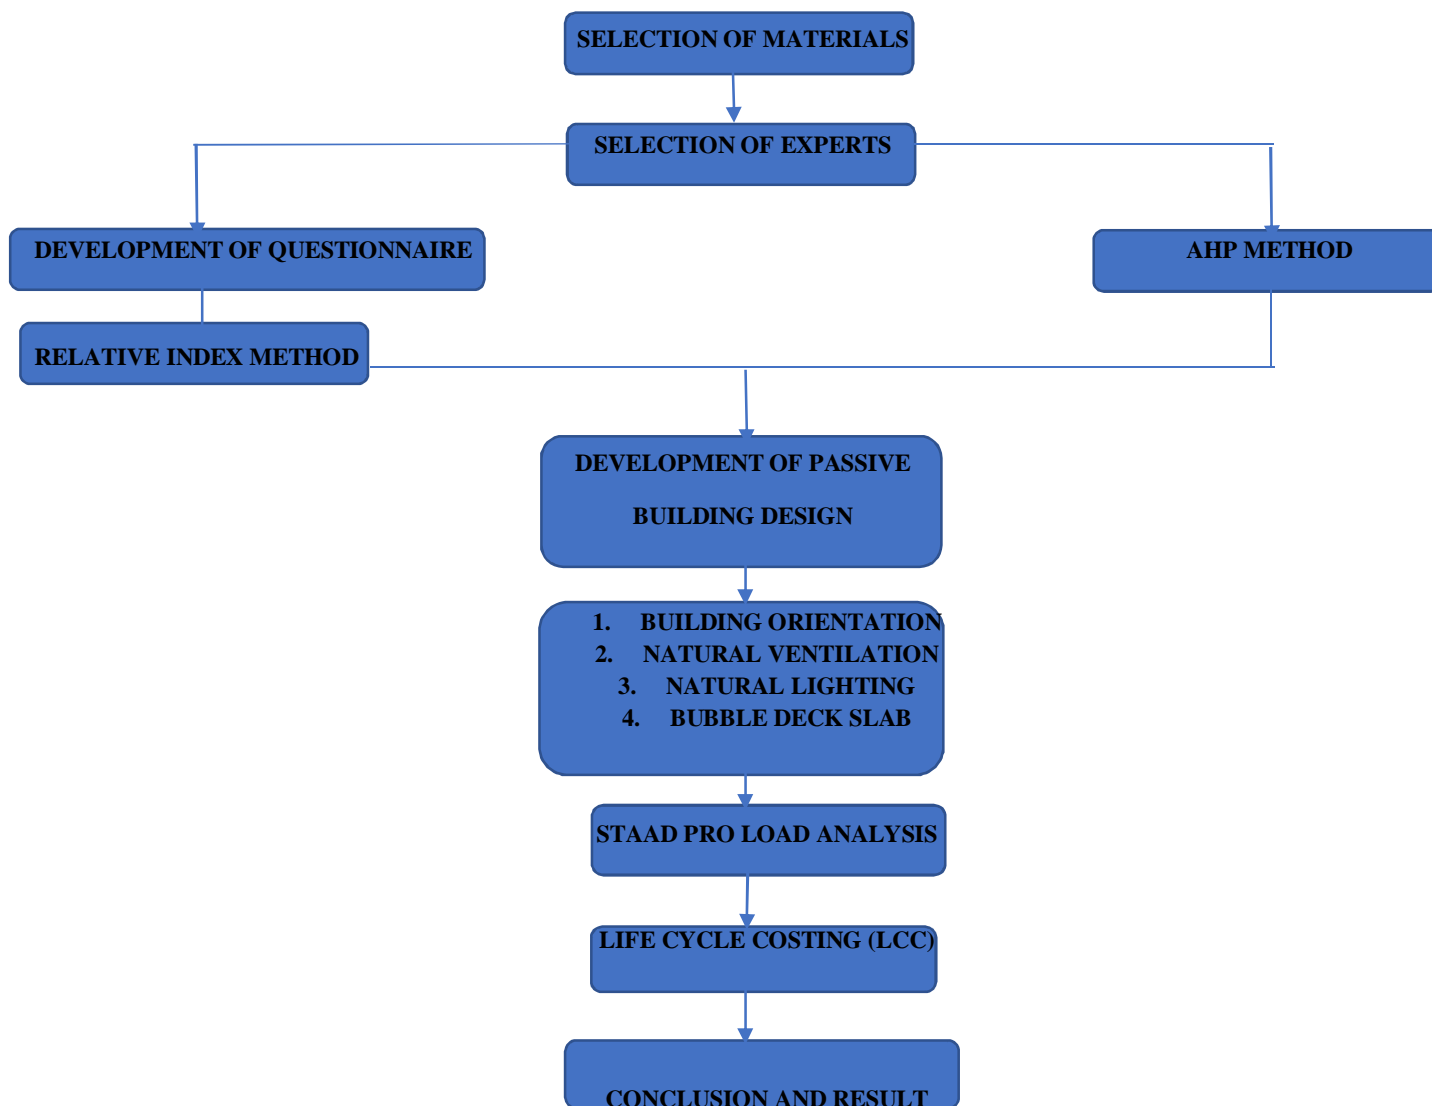 SELECTION OF MATERIALS
SELECTION OF EXPERTS
DEVELOPMENT OF QUESTIONNAIRE
AHP METHOD
RELATIVE INDEX METHOD
DEVELOPMENT OF PASSIVE
BUILDING DESIGN
1. BUILDING ORIENTATION
2. NATURAL VENTILATION
3. NATURAL LIGHTING
4. BUBBLE DECK SLAB
STAAD PRO LOAD ANALYSIS
LIFE CYCLE COSTING (LCC)
CONCLUSION AND RESULT